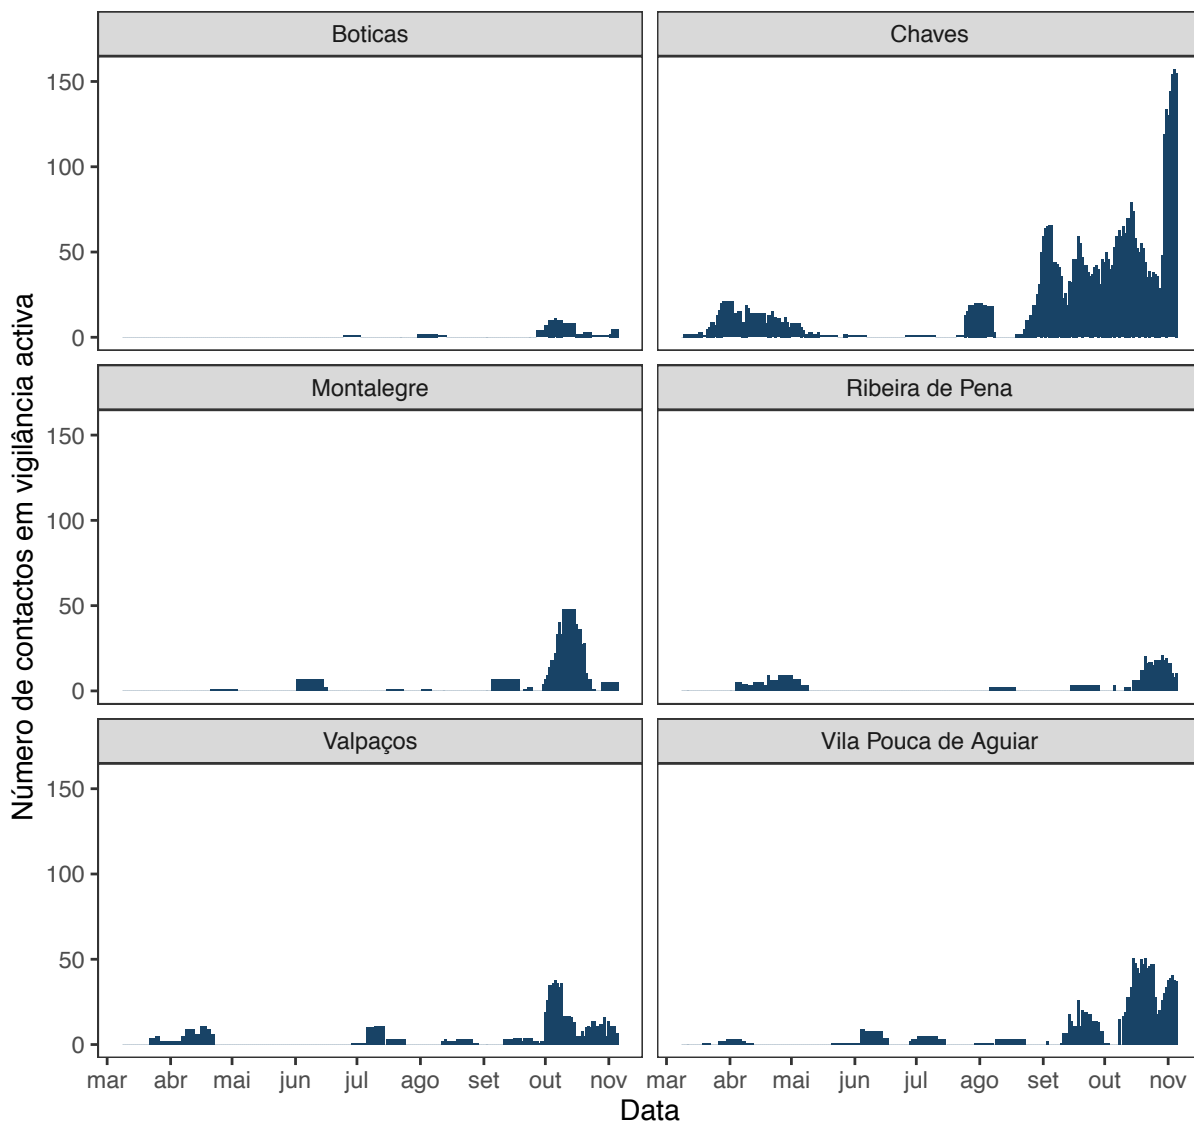 Boticas
Chaves
150
100
50
0
Montalegre
Ribeira de Pena
150
100
50
0
Número de contactos em vigilância activa
Valpaços
Vila Pouca de Aguiar
150
100
50
0
mar abr mai jun jul ago set out nov
mar abr mai jun jul ago set out nov
Data